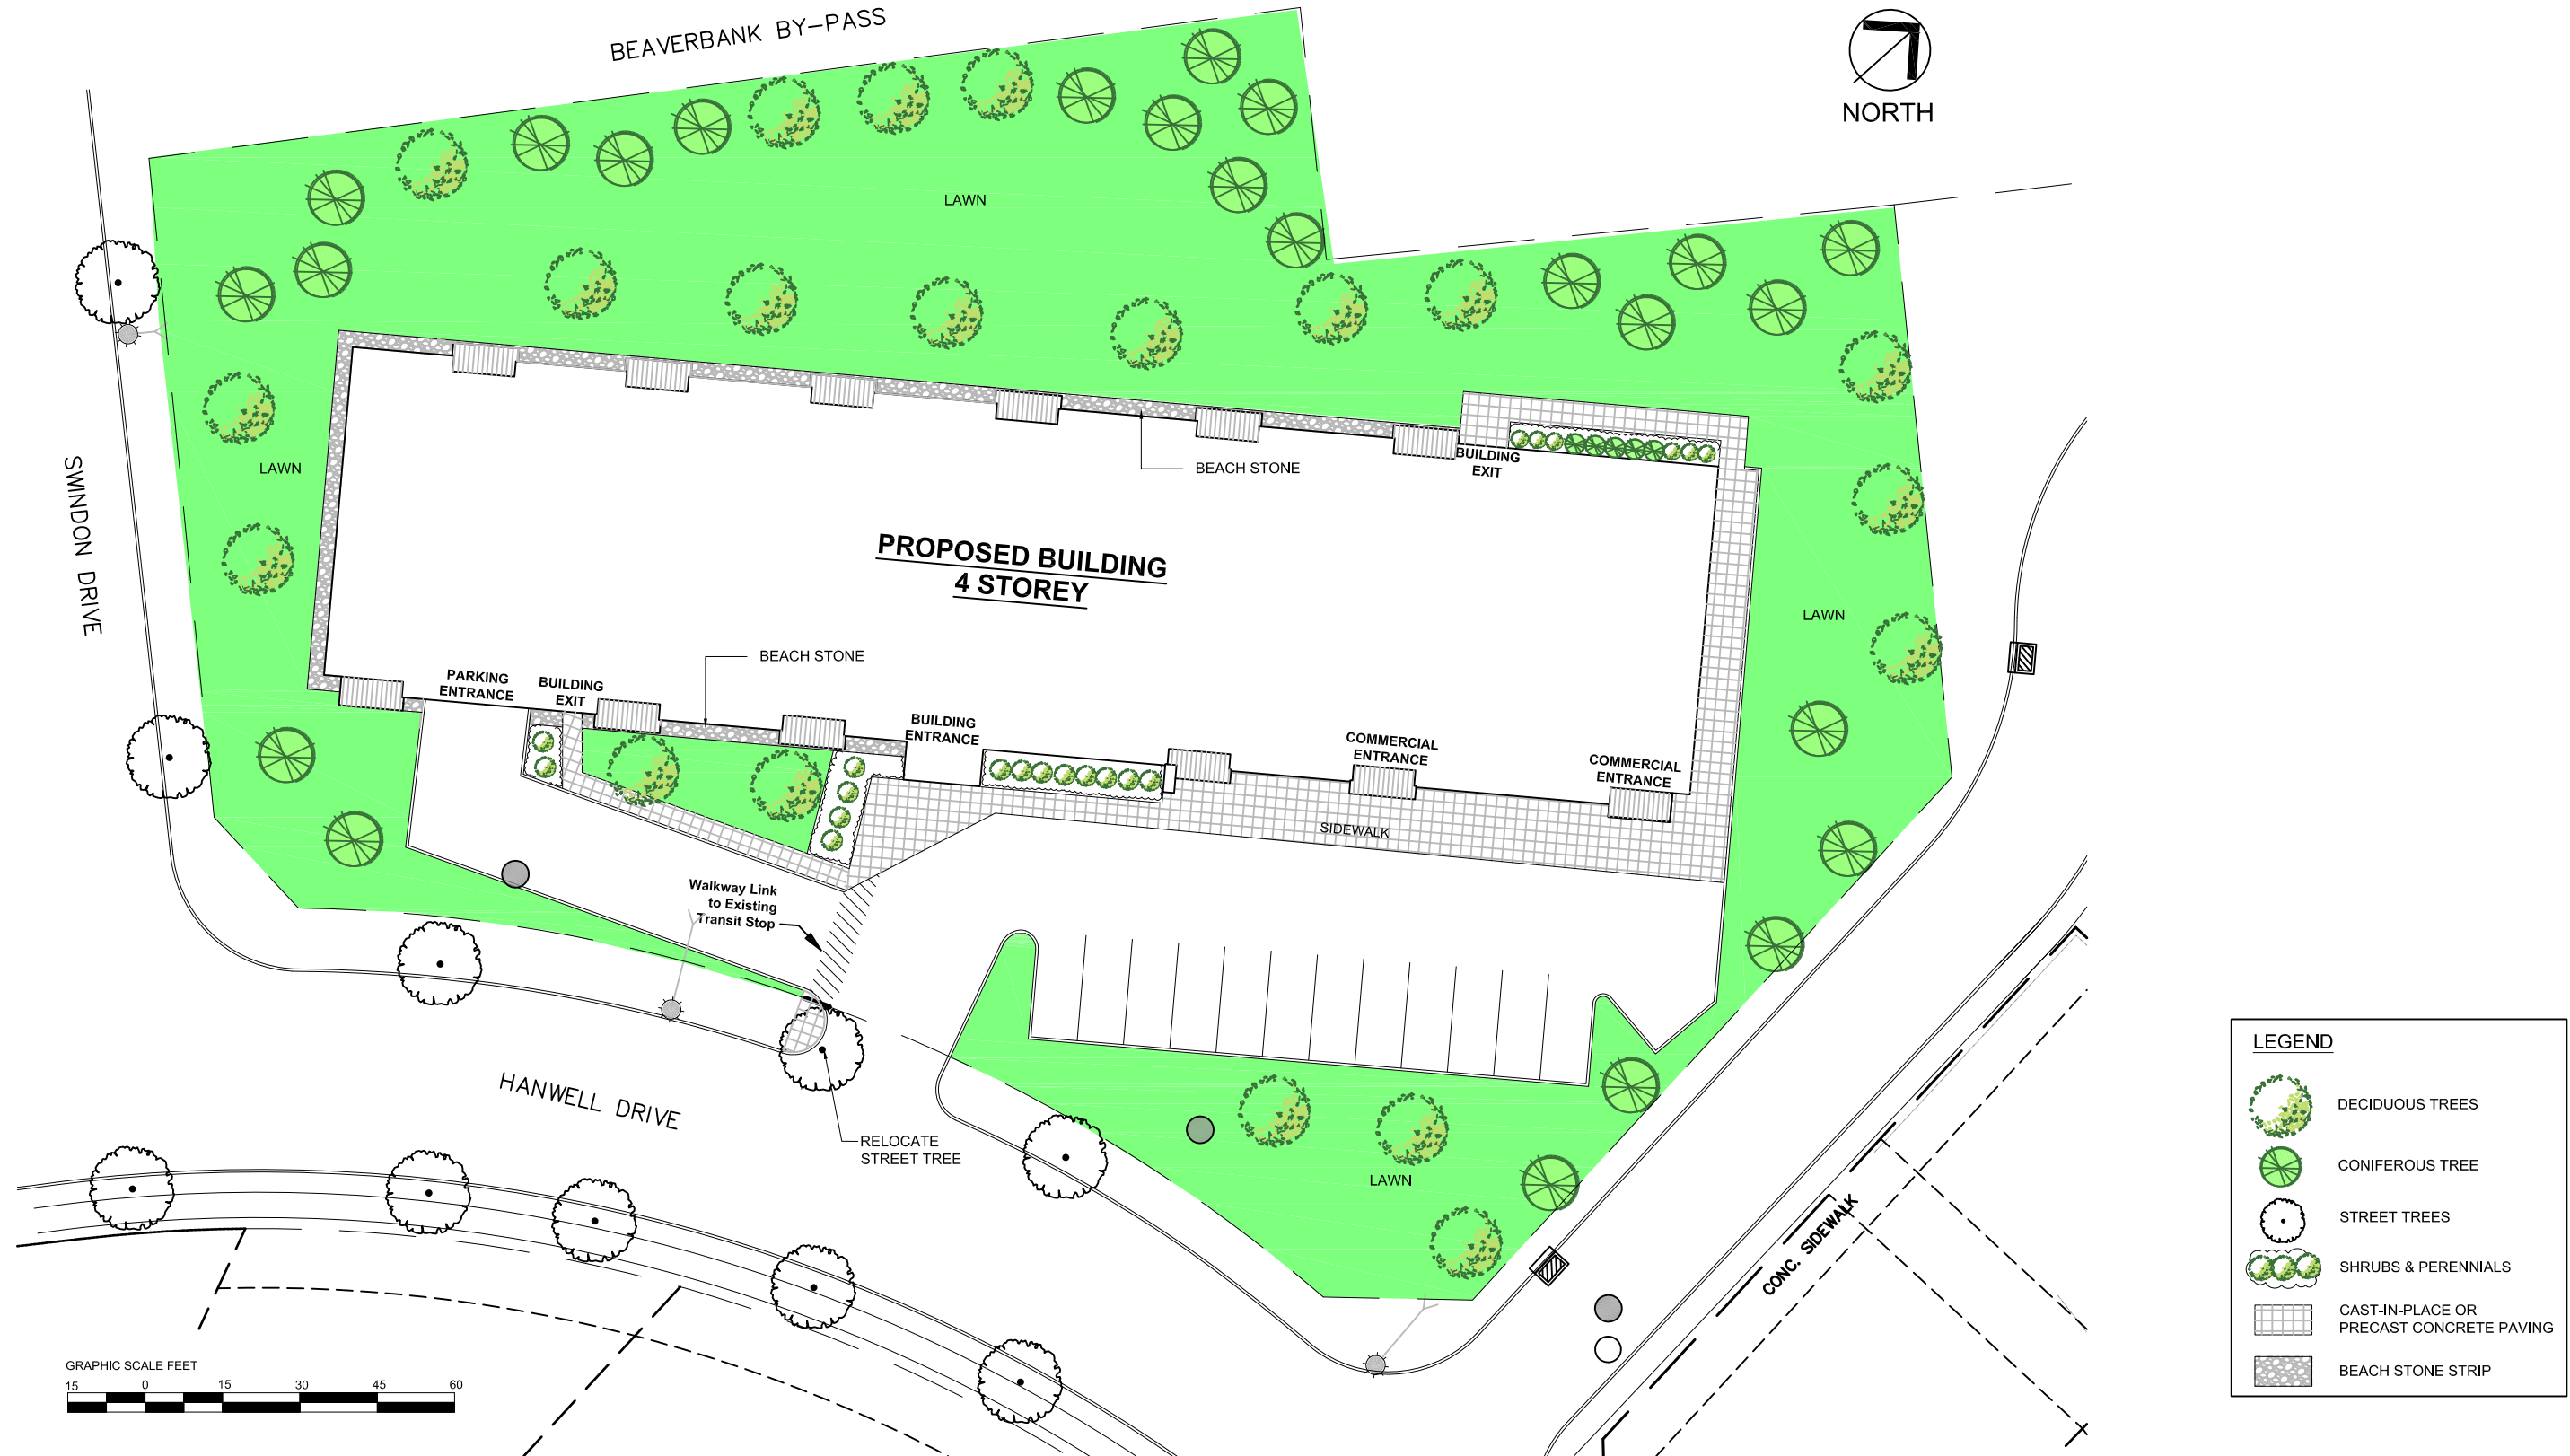 BEAVERBANK BY-PASS
NORTH
LAWN
LAWN
SWINDON DRIVE
BEACH STONE
BUILDING
EXIT
PROPOSED BUILDING
4 STOREY
LAWN
BEACH STONE
PARKING
ENTRANCE
BUILDING
EXIT
BUILDING
ENTRANCE
COMMERCIAL
ENTRANCE
COMMERCIAL
ENTRANCE
SIDEWALK
Walkway Link
to Existing
Transit Stop
HANWELL DRIVE
RELOCATE
STREET TREE
LAWN
CONC. SIDEWALK
GRAPHIC SCALE FEET
15 0 15 30 45 60
LEGEND
DECIDUOUS TREES
CONIFEROUS TREE
STREET TREES
SHRUBS & PERENNIALS
CAST-IN-PLACE OR
PRECAST CONCRETE PAVING
BEACH STONE STRIP